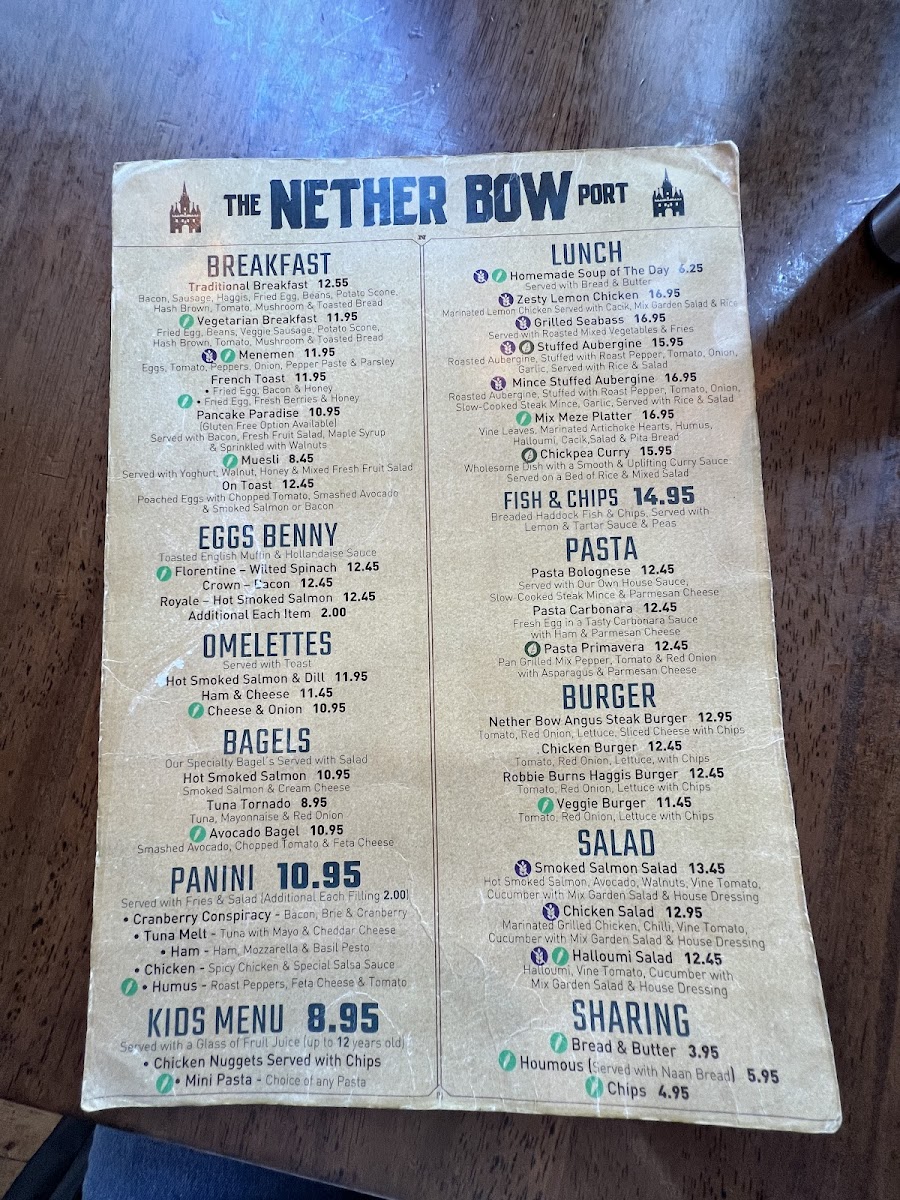 THE NETHER BOW PORT
BREAKFAST
Traditional Breakfast 12.55
Bacon, Sausage, Haggis, Fried Egg, Beans, Potato Scone,
Hash Brown, Tomato, Mushroom & Toasted Bread
Vegetarian Breakfast 11.95
Fried Egg, Beans, Veggie Sausage, Potato Scone,
Hash Brown, Tomato, Mushroom & Toasted Bread
Menemen 11.95
Eggs, Tomato, Peppers, Onion, Pepper Paste & Parsley
French Toast 11.95
• Fried Egg, Bacon & Honey
• Fried Egg, Fresh Berries & Honey
Pancake Paradise 10.95
(Gluten Free Option Available)
Served with Bacon, Fresh Fruit Salad, Maple Syrup
& Sprinkled with Walnuts
Muesli 8.45
Served with Yoghurt, Walnut, Honey & Mixed Fresh Fruit Salad
On Toast 12.45
Poached Eggs with Chopped Tomato, Smashed Avocado
& Smoked Salmon or Bacon
EGGS BENNY
Toasted English Muffin & Hollandaise Sauce
Florentine – Wilted Spinach 12.45
Crown – Bacon 12.45
Royale – Hot Smoked Salmon 12.45
Additional Each Item 2.00
OMELETTES
Served with Toast
Hot Smoked Salmon & Dill 11.95
Ham & Cheese 11.45
Cheese & Onion 10.95
BAGELS
Our Specialty Bagel's Served with Salad
Hot Smoked Salmon 10.95
Smoked Salmon & Cream Cheese
Tuna Tornado 8.95
Tuna, Mayonnaise & Red Onion
Avocado Bagel 10.95
Smashed Avocado, Chopped Tomato & Feta Cheese
PANINI 10.95
Served with Fries & Salad (Additional Each Filling 2.00)
• Cranberry Conspiracy - Bacon, Brie & Cranberry
• Tuna Melt - Tuna with Mayo & Cheddar Cheese
• Ham - Ham, Mozzarella & Basil Pesto
• Chicken - Spicy Chicken & Special Salsa Sauce
• Humus - Roast Peppers, Feta Cheese & Tomato
KIDS MENU 8.95
Served with a Glass of Fruit Juice (up to 12 years old)
• Chicken Nuggets Served with Chips
• Mini Pasta - Choice of any Pasta
LUNCH
Homemade Soup of The Day 6.25
Served with Bread & Butter
Zesty Lemon Chicken 16.95
Marinated Lemon Chicken Served with Cacik, Mix Garden Salad & Rice
Grilled Seabass 16.95
Served with Roasted Mixed Vegetables & Fries
Stuffed Aubergine 15.95
Roasted Aubergine, Stuffed with Roast Pepper, Tomato, Onion,
Garlic, Served with Rice & Salad
Mince Stuffed Aubergine 16.95
Roasted Aubergine, Stuffed with Roast Pepper, Tomato, Onion,
Slow-Cooked Steak Mince, Garlic, Served with Rice & Salad
Mix Meze Platter 16.95
Vine Leaves, Marinated Artichoke Hearts, Humus,
Halloumi, Cacik,Salad & Pita Bread
Chickpea Curry 15.95
Wholesome Dish with a Smooth & Uplifting Curry Sauce
Served on a Bed of Rice & Mixed Salad
FISH & CHIPS 14.95
Breaded Haddock Fish & Chips, Served with
Lemon & Tartar Sauce & Peas
PASTA
Pasta Bolognese 12.45
Served with Our Own House Sauce,
Slow-Cooked Steak Mince & Parmesan Cheese
Pasta Carbonara 12.45
Fresh Egg in a Tasty Carbonara Sauce
with Ham & Parmesan Cheese
Pasta Primavera 12.45
Pan Grilled Mix Pepper, Tomato & Red Onion
with Asparagus & Parmesan Cheese
BURGER
Nether Bow Angus Steak Burger 12.95
Tomato, Red Onion, Lettuce, Sliced Cheese with Chips
Chicken Burger 12.45
Tomato, Red Onion, Lettuce, with Chips
Robbie Burns Haggis Burger 12.45
Tomato, Red Onion, Lettuce with Chips
Veggie Burger 11.45
Tomato, Red Onion, Lettuce with Chips
SALAD
Smoked Salmon Salad 13.45
Hot Smoked Salmon, Avocado, Walnuts, Vine Tomato,
Cucumber with Mix Garden Salad & House Dressing
Chicken Salad 12.95
Marinated Grilled Chicken, Chilli, Vine Tomato,
Cucumber with Mix Garden Salad & House Dressing
Halloumi Salad 12.45
Halloumi, Vine Tomato, Cucumber with
Mix Garden Salad & House Dressing
SHARING
Bread & Butter 3.95
Houmous (Served with Naan Bread) 5.95
Chips 4.95